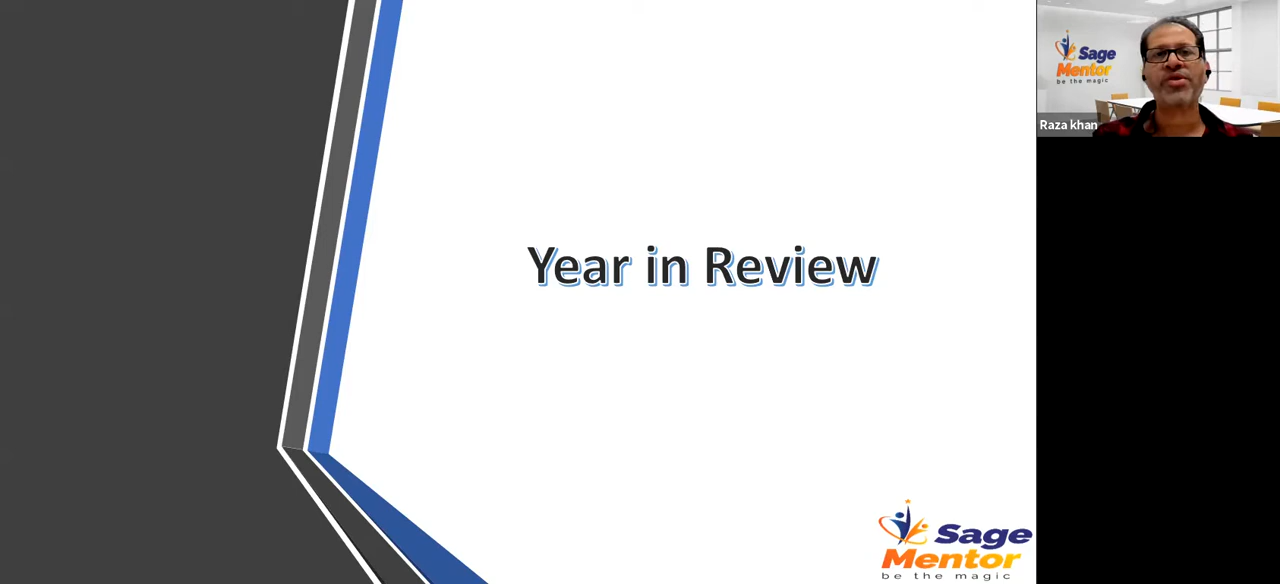 Year in Review
Sage
Mentor
be the magic
Sage
Mentor
be the magic
Raza khan